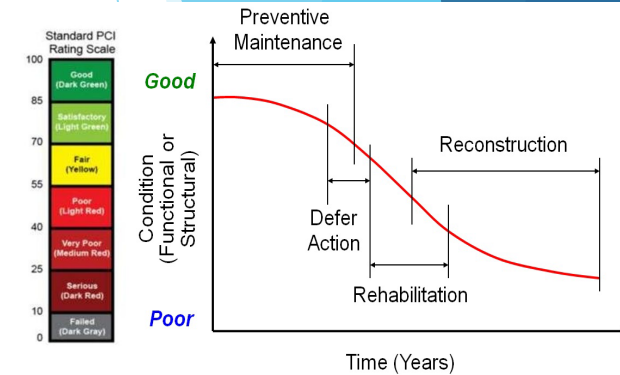 Standard PCI
Rating Scale
100
Good
(Dark Green)
85
Satisfactory
(Light Green)
70
Fair
(Yellow)
55
Poor
(Light Red)
40
Very Poor
(Medium Red)
25
Serious
(Dark Red)
10
Failed
(Dark Gray)
0
Preventive
Maintenance
Good
Condition
(Functional or
Structural)
Poor
Defer
Action
Reconstruction
Rehabilitation
Time (Years)